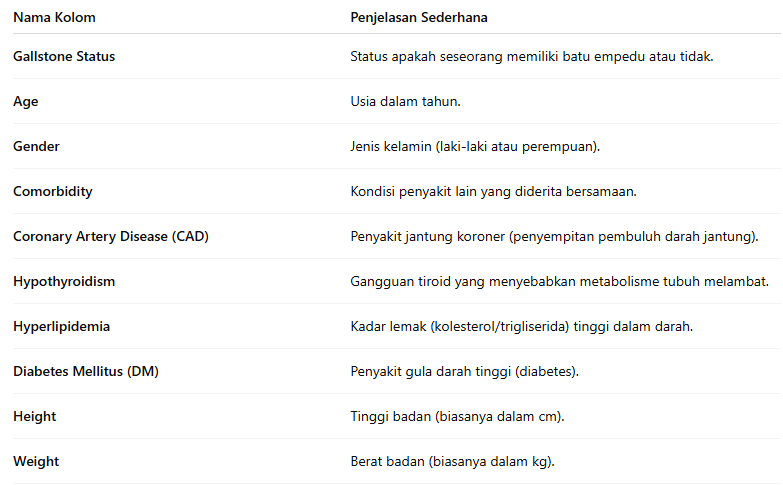 Nama Kolom Penjelasan Sederhana
Gallstone Status Status apakah seseorang memiliki batu empedu atau tidak.
Age Usia dalam tahun.
Gender Jenis kelamin (laki-laki atau perempuan).
Comorbidity Kondisi penyakit lain yang diderita bersamaan.
Coronary Artery Disease (CAD) Penyakit jantung koroner (penyempitan pembuluh darah jantung).
Hypothyroidism Gangguan tiroid yang menyebabkan metabolisme tubuh melambat.
Hyperlipidemia Kadar lemak (kolesterol/trigliserida) tinggi dalam darah.
Diabetes Mellitus (DM) Penyakit gula darah tinggi (diabetes).
Height Tinggi badan (biasanya dalam cm).
Weight Berat badan (biasanya dalam kg).